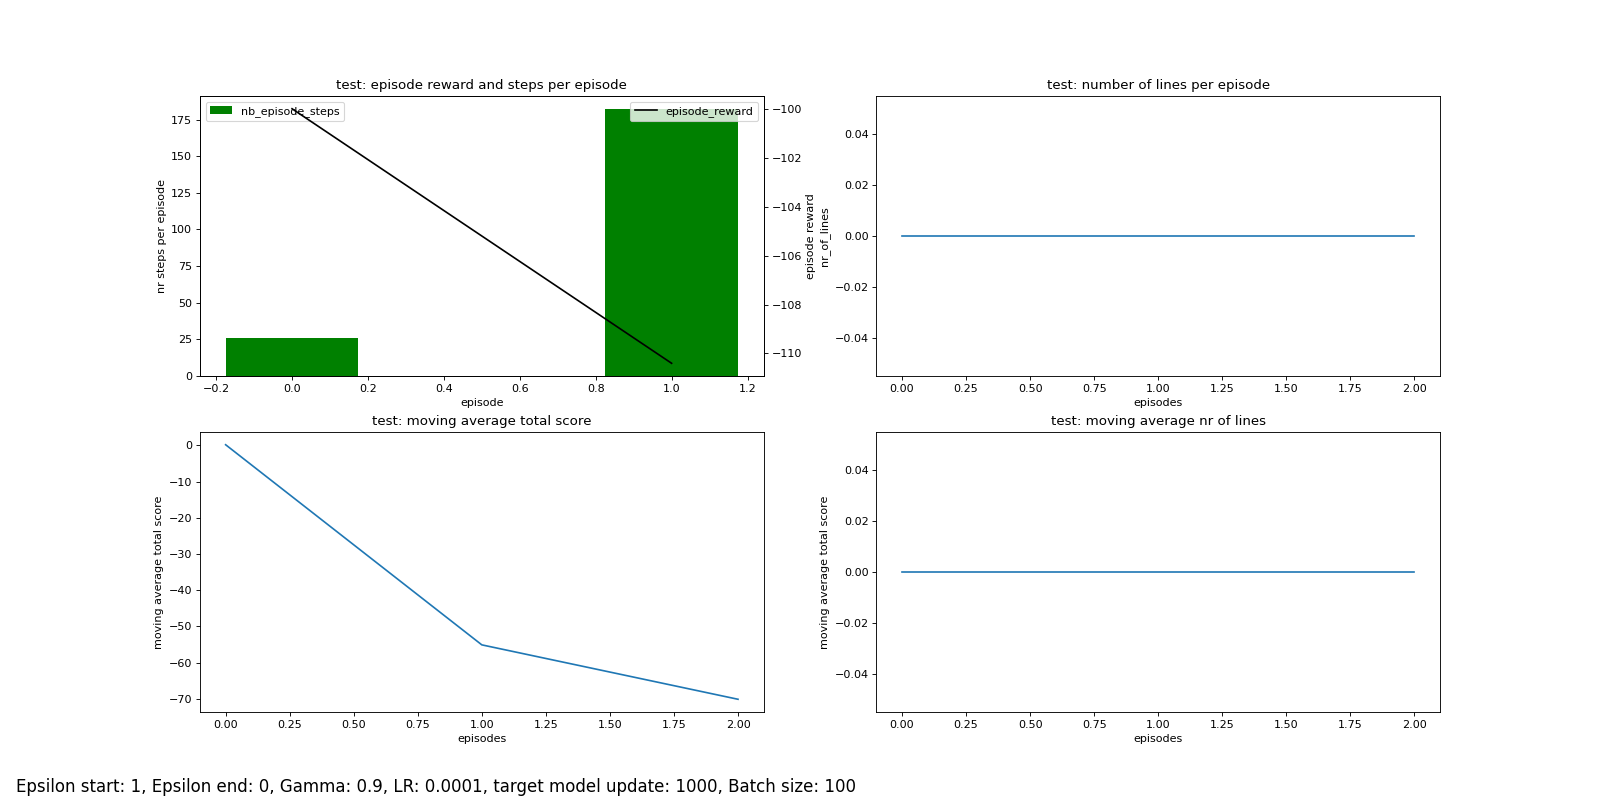 test: episode reward and steps per episode
nb_episode_steps
episode_reward
nr steps per episode
175
150
125
100
75
50
25
0
−100
−102
−104
−106
−108
−110
episode reward
−0.2 0.0 0.2 0.4 0.6 0.8 1.0 1.2
episode
test: number of lines per episode
nr_of_lines
0.04
0.02
0.00
−0.02
−0.04
0.00 0.25 0.50 0.75 1.00 1.25 1.50 1.75 2.00
episodes
test: moving average total score
moving average total score
0
−10
−20
−30
−40
−50
−60
−70
0.00 0.25 0.50 0.75 1.00 1.25 1.50 1.75 2.00
episodes
test: moving average nr of lines
moving average total score
0.04
0.02
0.00
−0.02
−0.04
0.00 0.25 0.50 0.75 1.00 1.25 1.50 1.75 2.00
episodes
Epsilon start: 1, Epsilon end: 0, Gamma: 0.9, LR: 0.0001, target model update: 1000, Batch size: 100